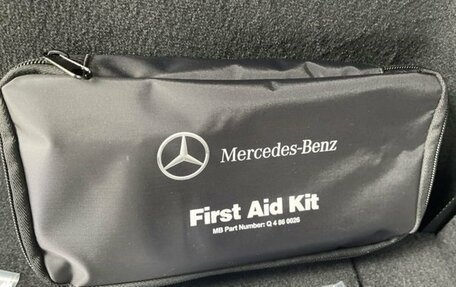 Mercedes-Benz
First Aid Kit
MB Part Number: Q 4 86 0026